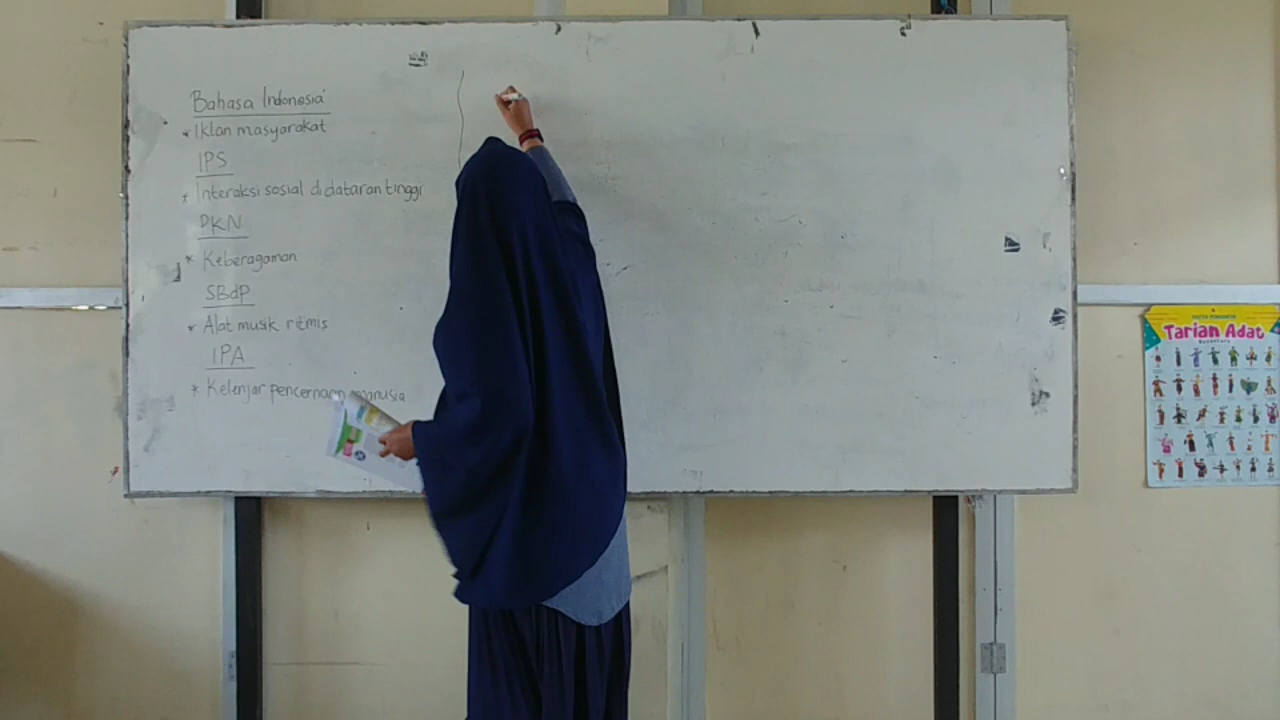 Bahasa Indonesia
* Iklan masyarakat
IPS
* Interaksi sosial di dataran tinggi
PKN
* Keberagaman
SBdP
* Alat musik ritmis
IPA
* Kelenjar pencernaan manusia
Tarian Adat